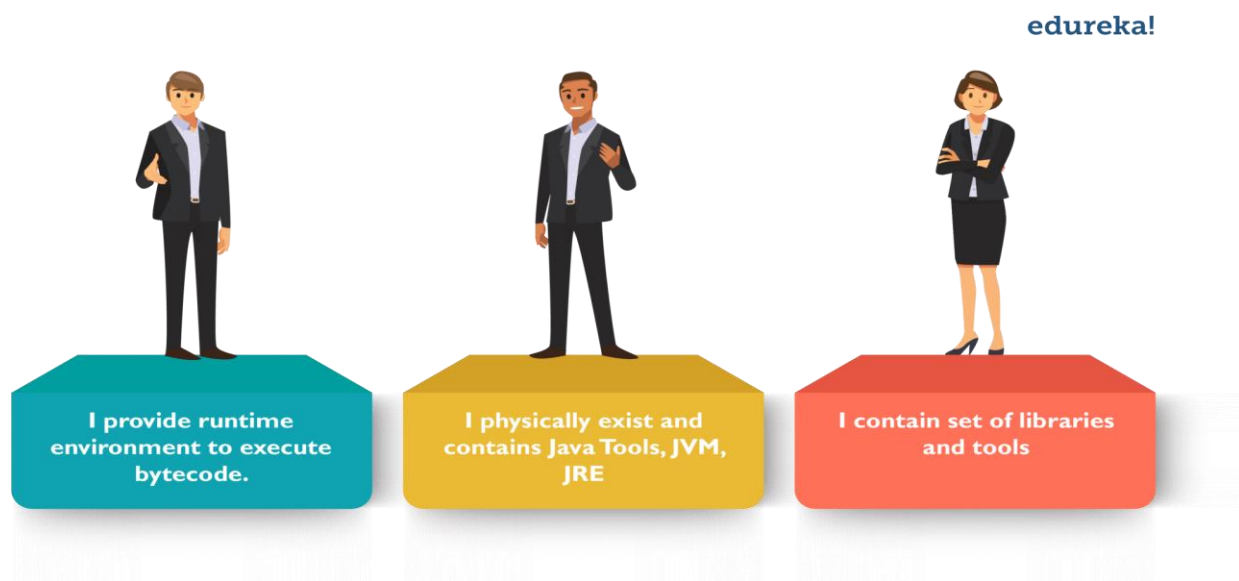 edureka!
I provide runtime
environment to execute
bytecode.
I physically exist and
contains Java Tools, JVM,
JRE
I contain set of libraries
and tools